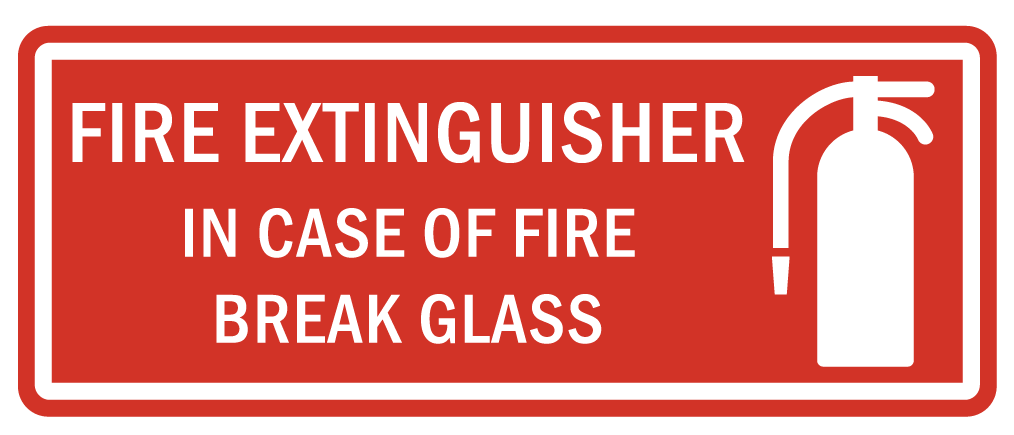 FIRE EXTINGUISHER
IN CASE OF FIRE
BREAK GLASS